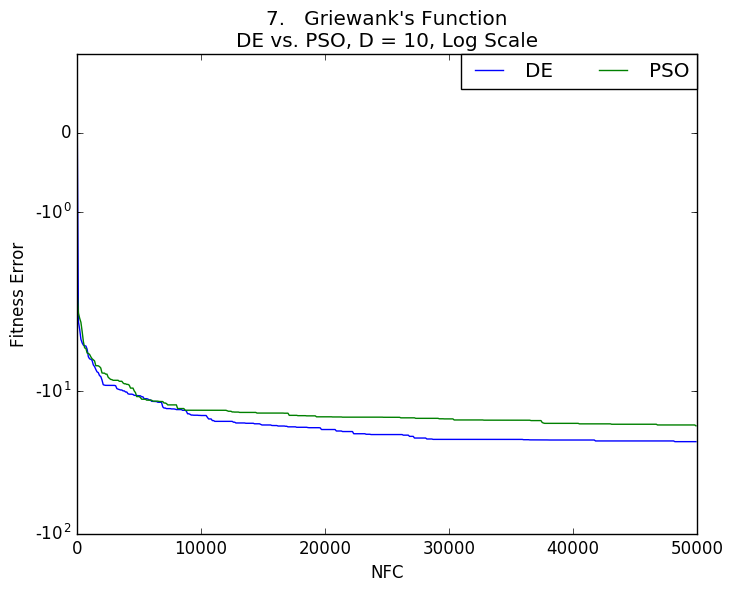 7.   Griewank's Function
DE vs. PSO, D = 10, Log Scale
DE PSO
0
-10^0
-10^1
-10^2
Fitness Error
0 10000 20000 30000 40000 50000
NFC